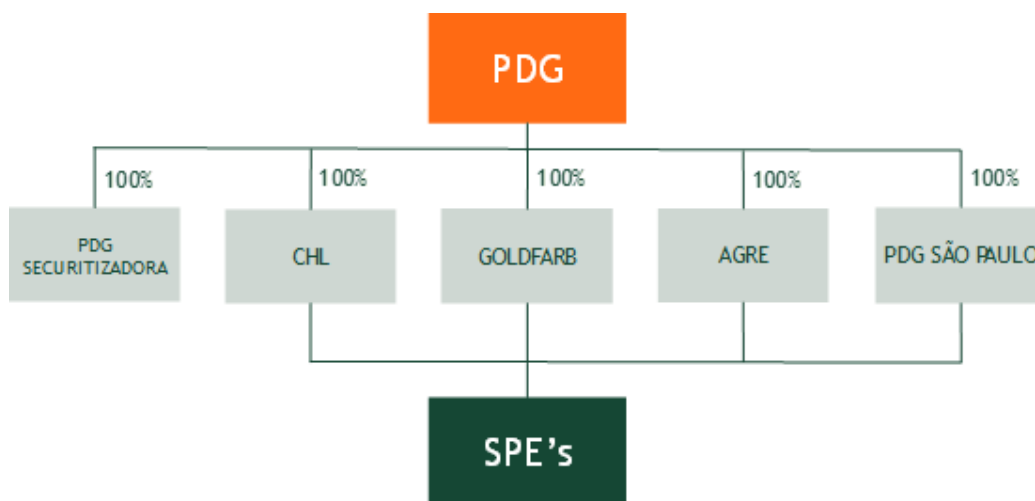 PDG
100%
100%
100%
100%
100%
PDG
SECURITIZADORA
CHL
GOLDFARB
AGRE
PDG SÃO PAULO
SPE's